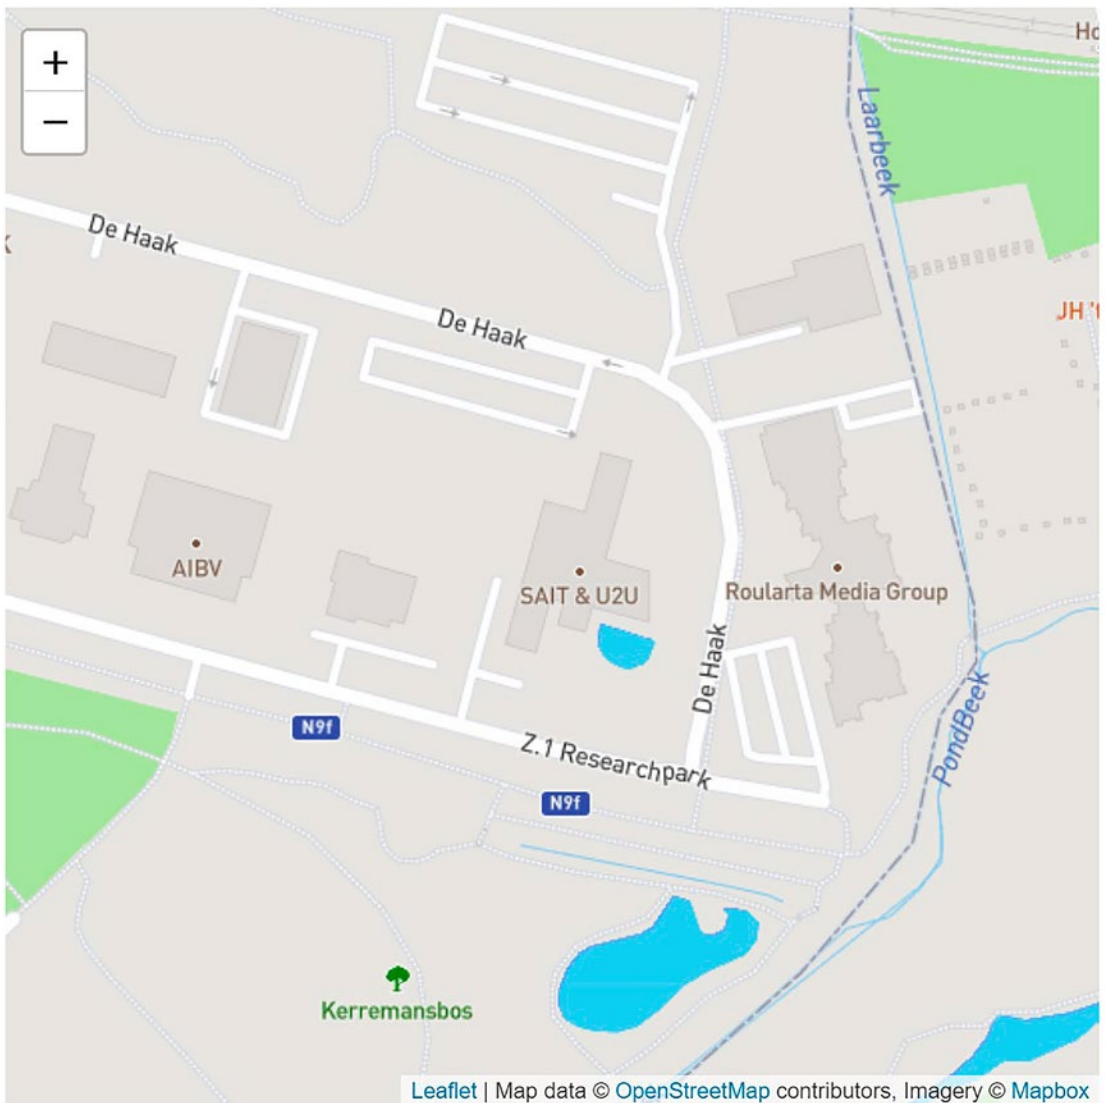 +
−
Ho
Laarbeek
De Haak
K
De Haak
JH 't
AIBV
SAIT & U2U
Roularta Media Group
De Haak
PondBeek
N9f
Z.1 Researchpark
N9f
Kerremansbos
Leaflet | Map data © OpenStreetMap contributors, Imagery © Mapbox